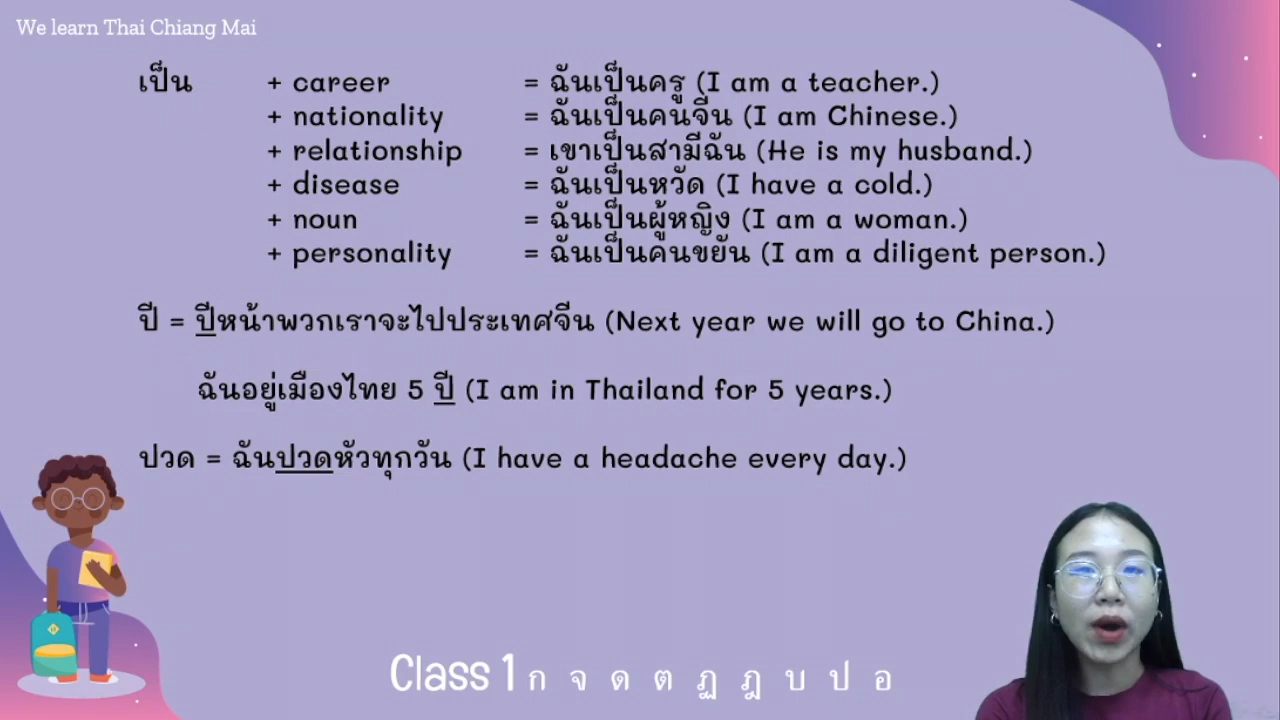 We learn Thai Chiang Mai
เป็น + career = ฉันเป็นครู (I am a teacher.)
+ nationality = ฉันเป็นคนจีน (I am Chinese.)
+ relationship = เขาเป็นสามีฉัน (He is my husband.)
+ disease = ฉันเป็นหวัด (I have a cold.)
+ noun = ฉันเป็นผู้หญิง (I am a woman.)
+ personality = ฉันเป็นคนขยัน (I am a diligent person.)
ปี = ปีหน้าพวกเราจะไปประเทศจีน (Next year we will go to China.)
ฉันอยู่เมืองไทย 5 ปี (I am in Thailand for 5 years.)
ปวด = ฉันปวดหัวทุกวัน (I have a headache every day.)
Class 1 ก จ ด ต ฏ ฎ บ ป อ